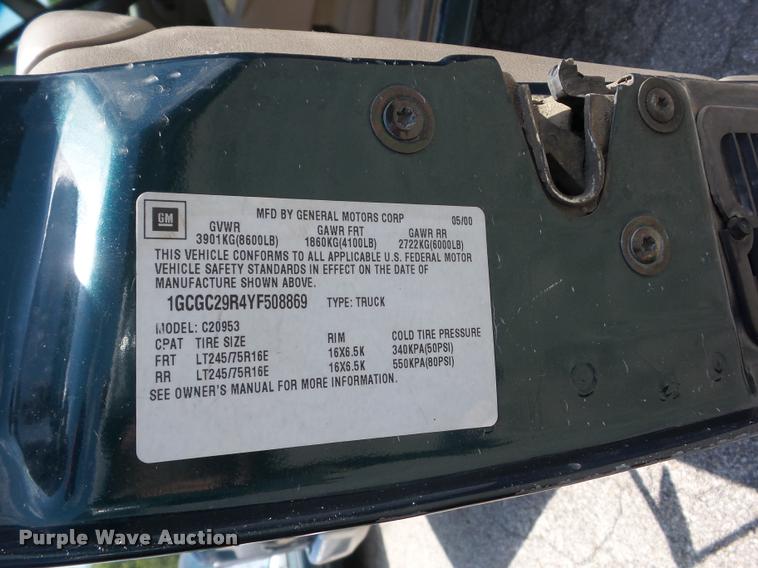 GM
MFD BY GENERAL MOTORS CORP 05/00
GVWR GAWR FRT GAWR RR
3901KG(8600LB) 1860KG(4100LB) 2722KG(6000LB)
THIS VEHICLE CONFORMS TO ALL APPLICABLE U.S. FEDERAL MOTOR
VEHICLE SAFETY STANDARDS IN EFFECT ON THE DATE OF
MANUFACTURE SHOWN ABOVE.
1GCGC29R4YF508869 TYPE: TRUCK
MODEL: C20953
CPAT TIRE SIZE RIM COLD TIRE PRESSURE
FRT LT245/75R16E 16X6.5K 340KPA(50PSI)
RR LT245/75R16E 16X6.5K 550KPA(80PSI)
SEE OWNER'S MANUAL FOR MORE INFORMATION.
Purple Wave Auction